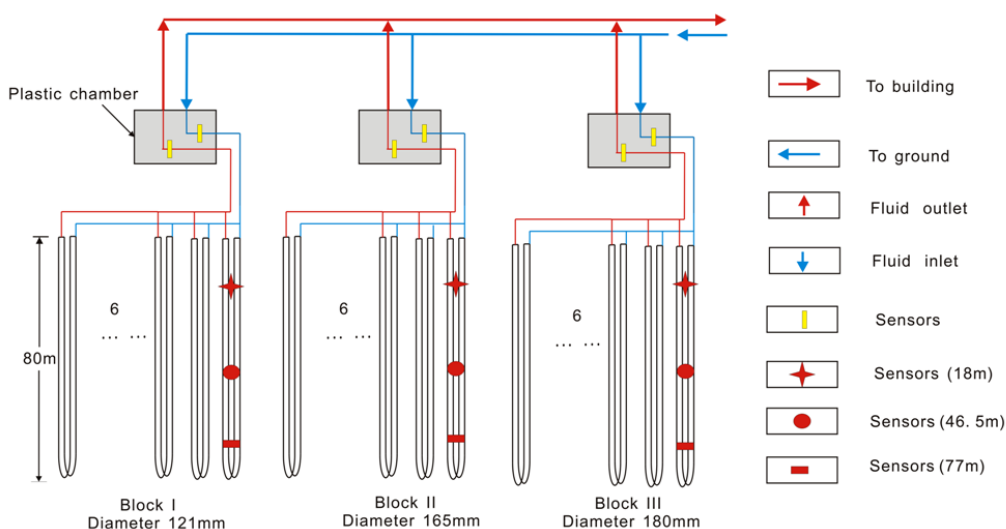 Plastic chamber
To building
To ground
Fluid outlet
Fluid inlet
Sensors
Sensors (18m)
Sensors (46. 5m)
Sensors (77m)
80m
6
... ...
6
... ...
6
... ...
Block I
Diameter 121mm
Block II
Diameter 165mm
Block III
Diameter 180mm